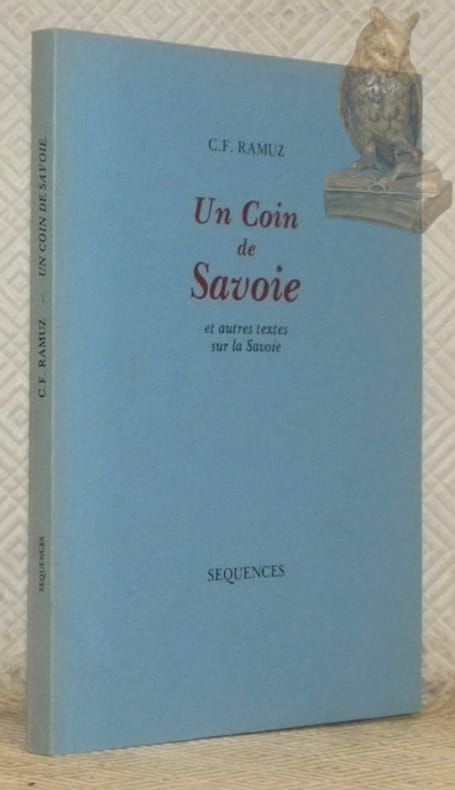 C.F. RAMUZ
Un Coin
de
Savoie
et autres textes
sur la Savoie
SEQUENCES
C.F. RAMUZ – UN COIN DE SAVOIE.
SEQUENCES